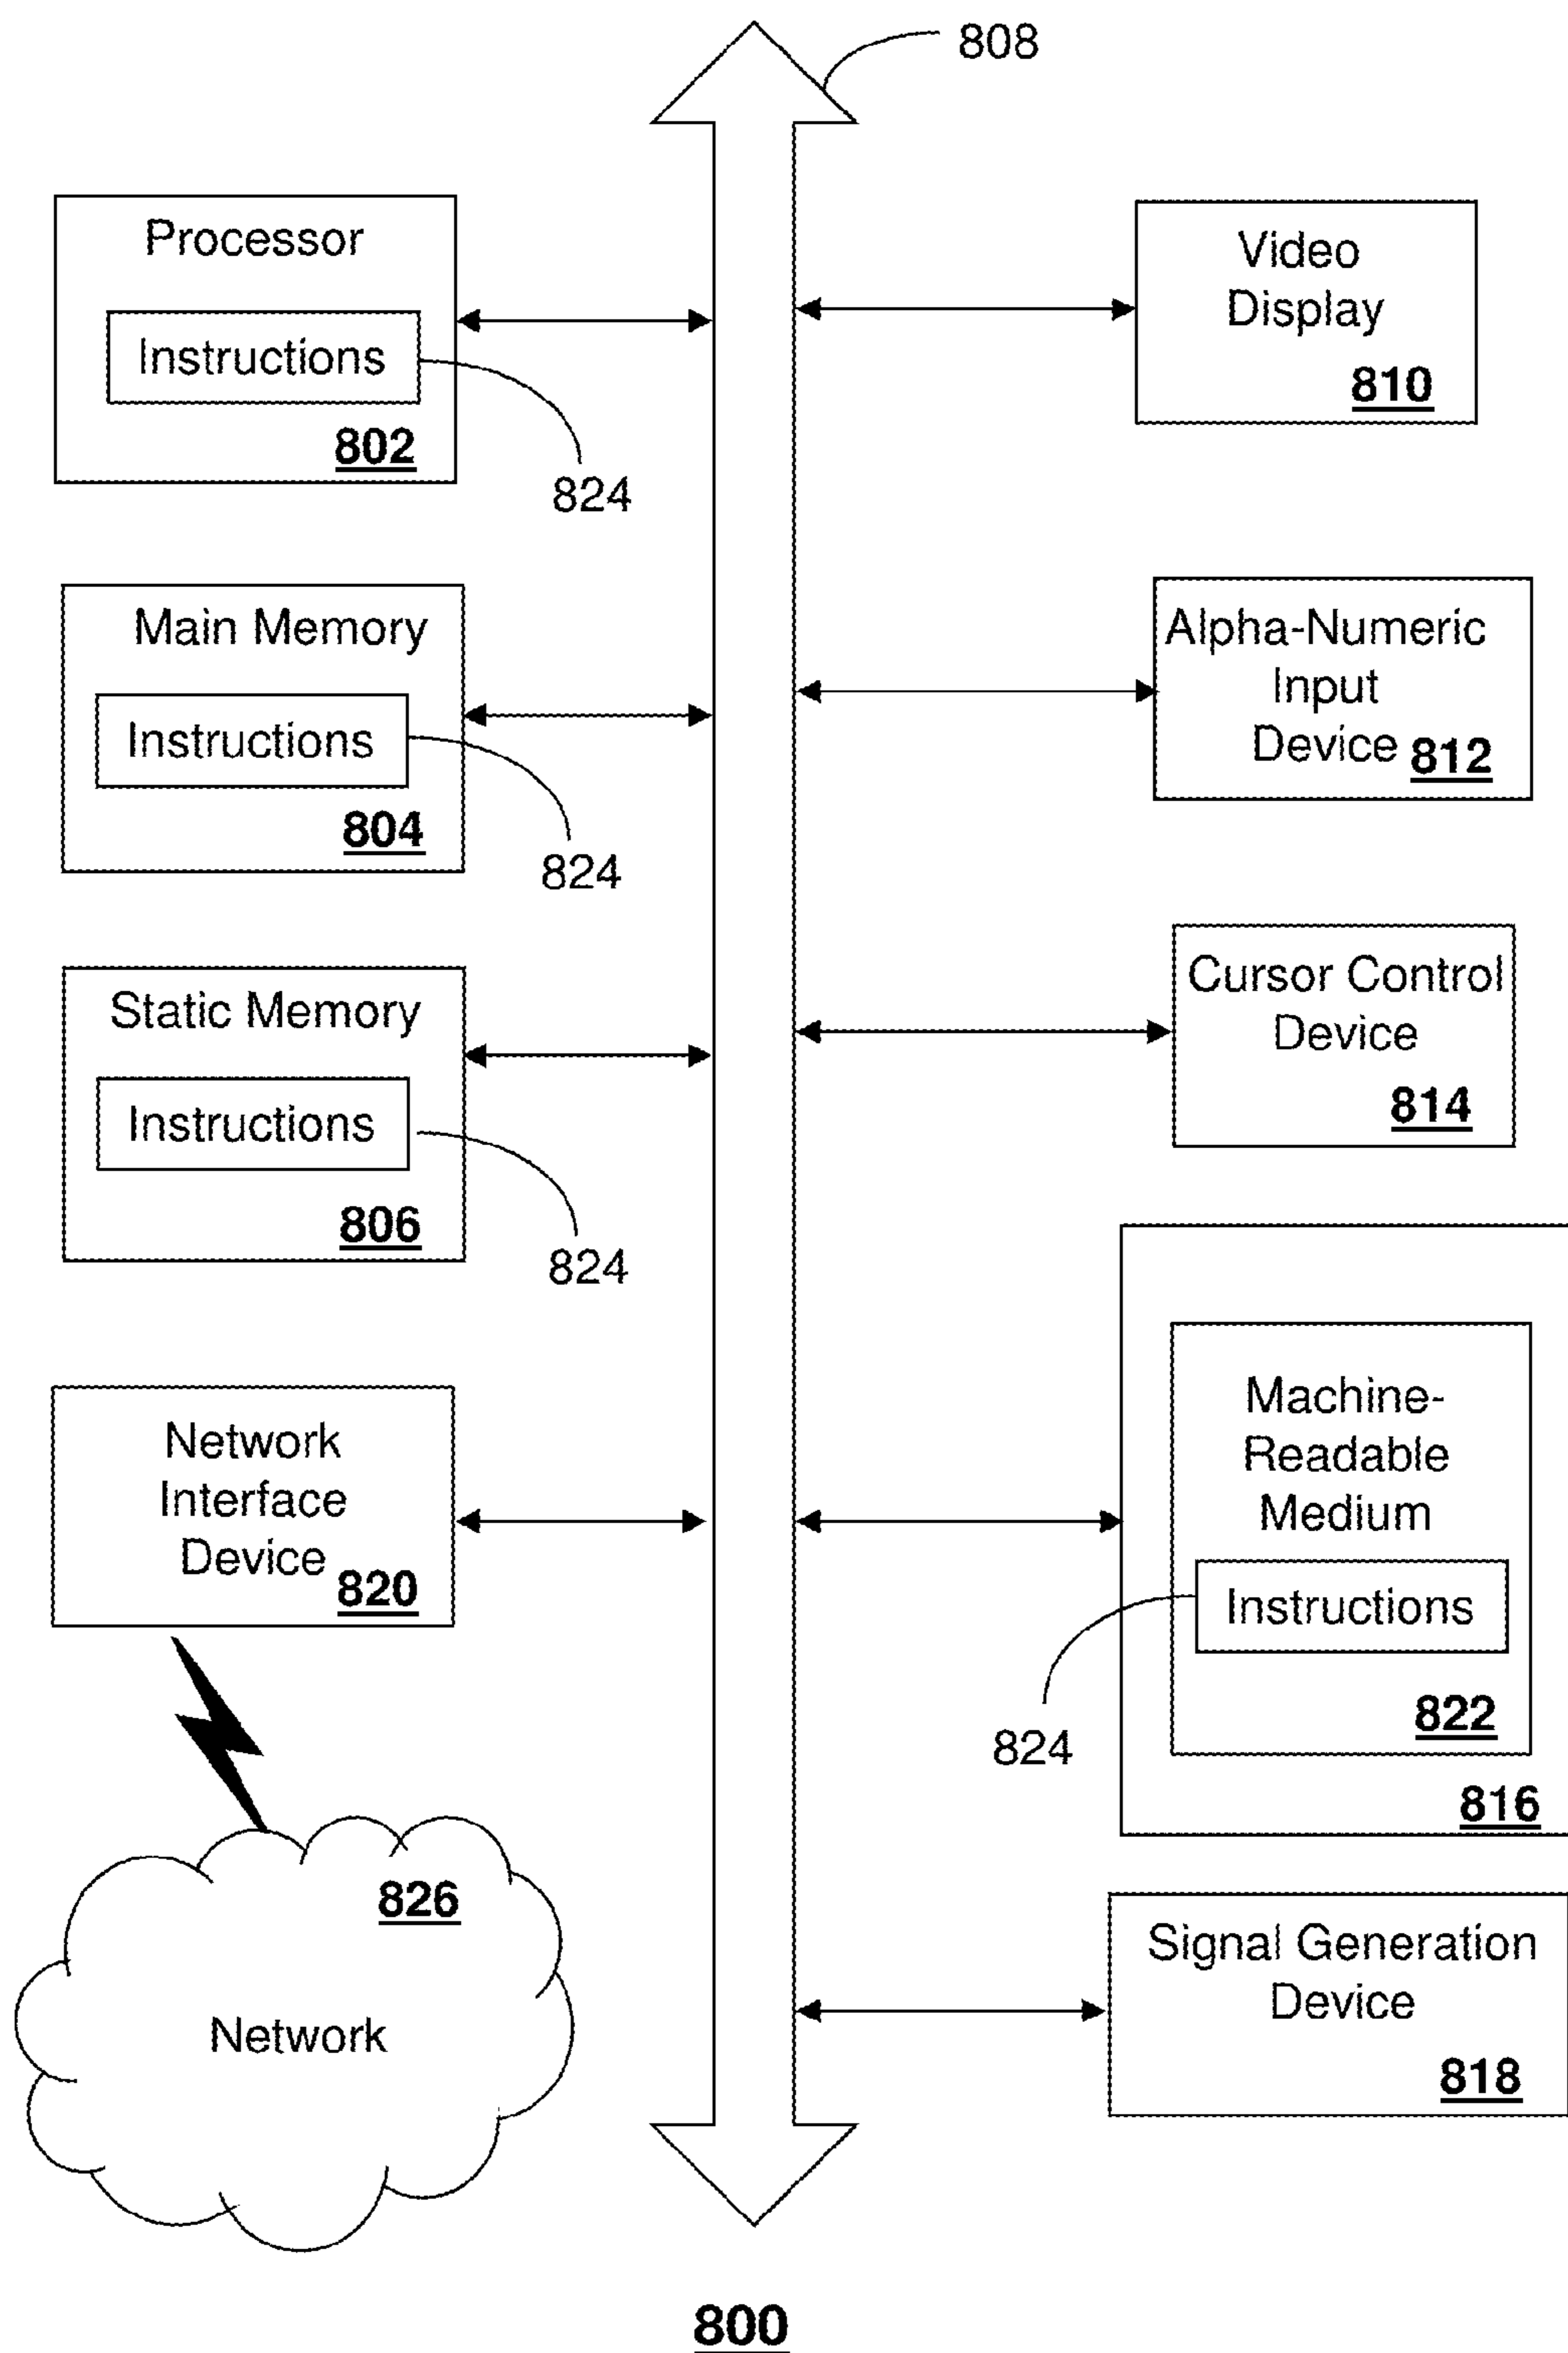 808
Processor
Instructions
802
824
Main Memory
Instructions
804
824
Static Memory
Instructions
806
824
Network
Interface
Device
820
826
Network
Video
Display
810
Alpha-Numeric
Input
Device
812
Cursor Control
Device
814
Machine-
Readable
Medium
Instructions
822
824
816
Signal Generation
Device
818
800